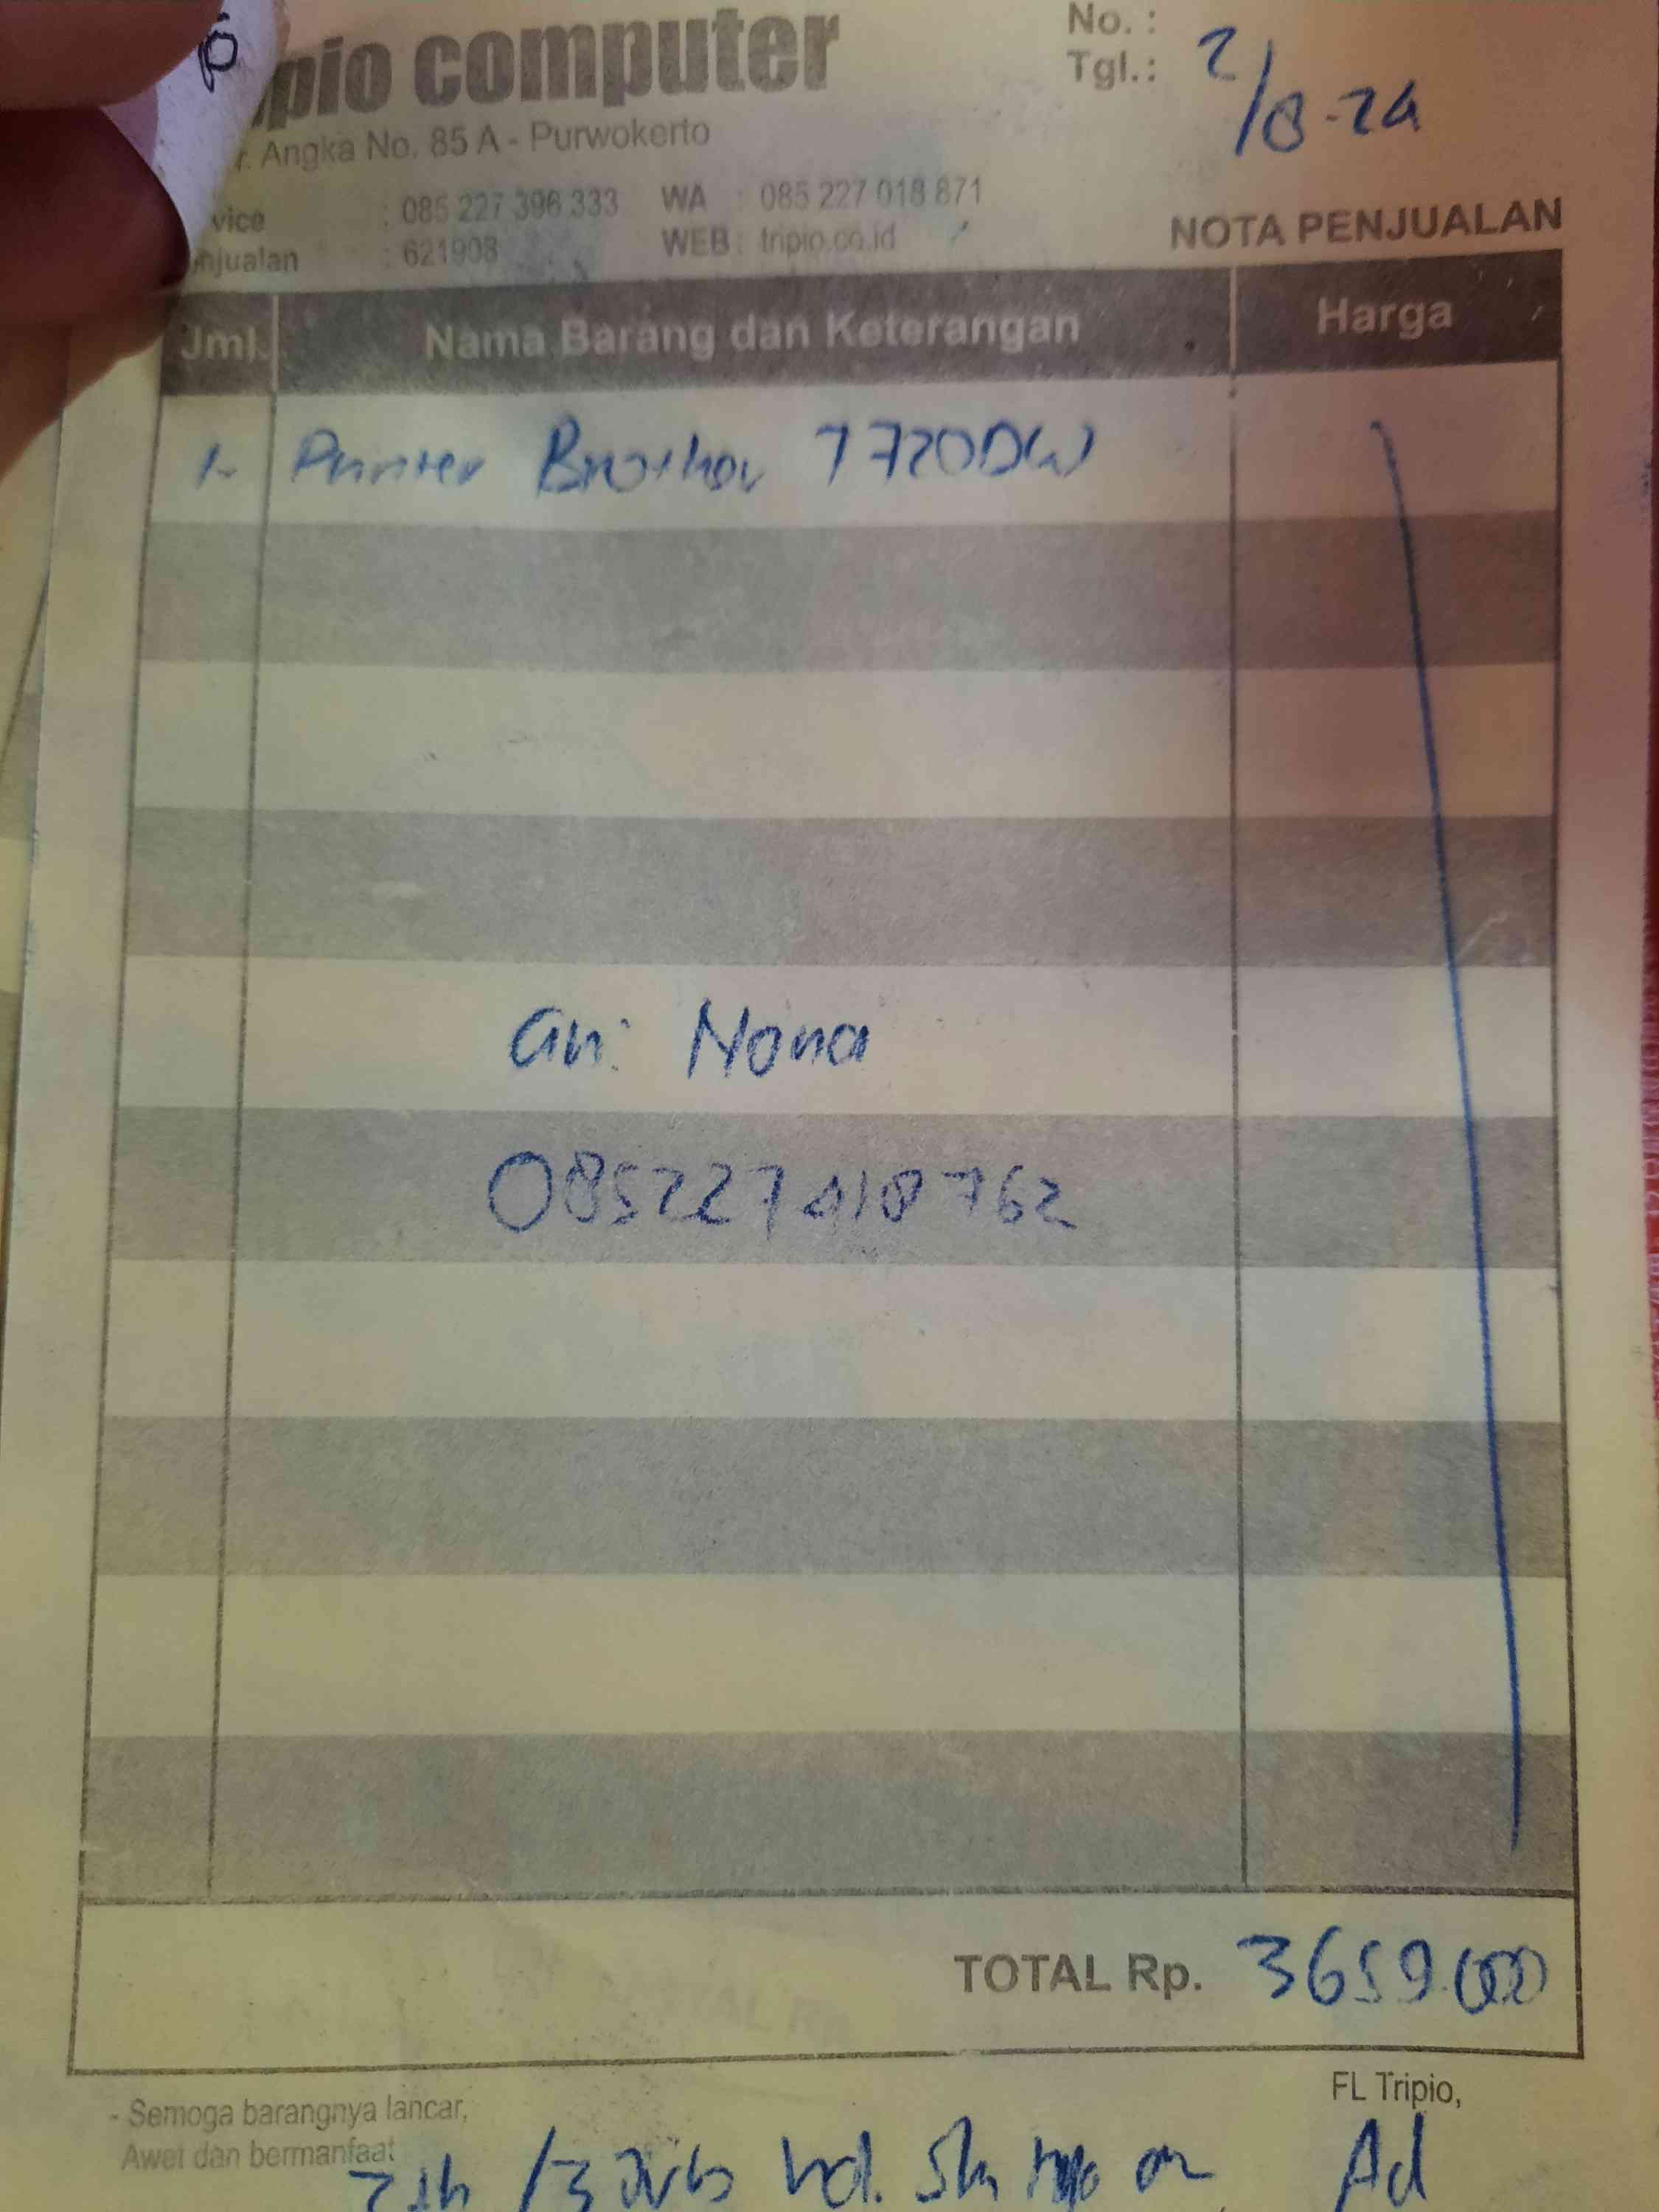 pio computer
No. :
Tgl.: 2/8-24
r. Angka No. 85 A - Purwokerto
vice : 085 227 396 333 WA : 085 227 018 871
njualan : 621908 WEB : tripio.co.id
NOTA PENJUALAN
Jml. Nama Barang dan Keterangan Harga
1- Printer Brother 7720DW
an: Nona
085227418762
TOTAL Rp. 3659.000
FL Tripio,
- Semoga barangnya lancar,
Awet dan bermanfaat